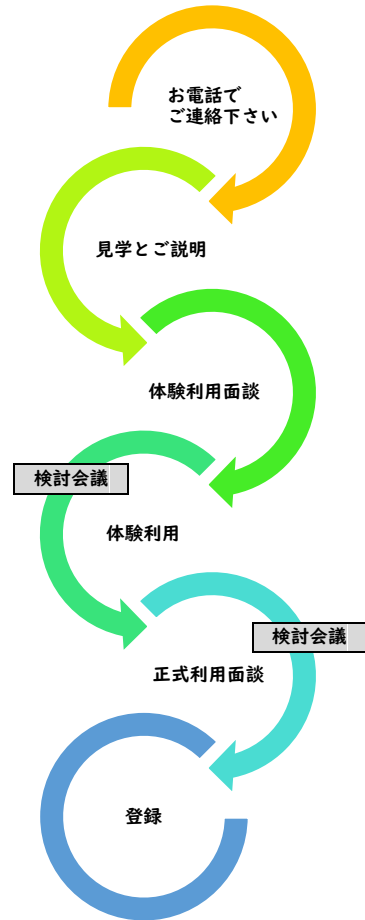 お電話で
ご連絡下さい
見学とご説明
体験利用面談
検討会議
体験利用
検討会議
正式利用面談
登録